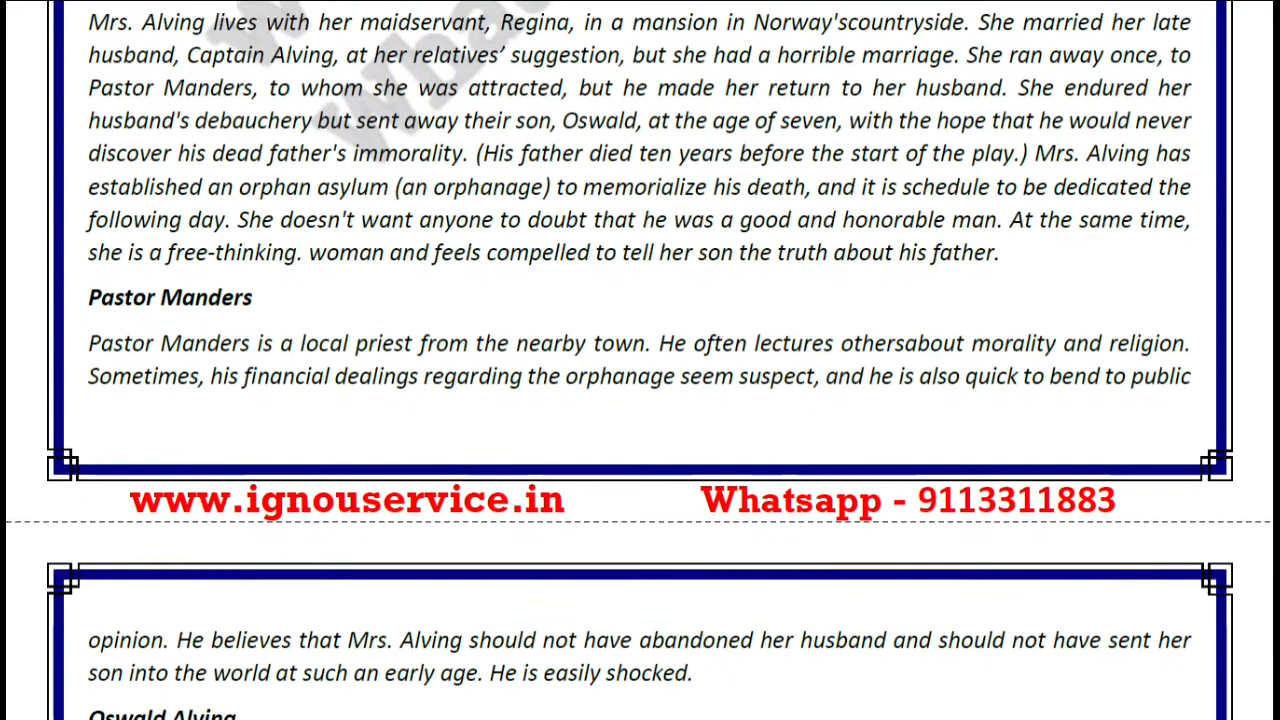 Mrs. Alving lives with her maidservant, Regina, in a mansion in Norway'scountryside. She married her late
husband, Captain Alving, at her relatives’ suggestion, but she had a horrible marriage. She ran away once, to
Pastor Manders, to whom she was attracted, but he made her return to her husband. She endured her
husband's debauchery but sent away their son, Oswald, at the age of seven, with the hope that he would never
discover his dead father's immorality. (His father died ten years before the start of the play.) Mrs. Alving has
established an orphan asylum (an orphanage) to memorialize his death, and it is schedule to be dedicated the
following day. She doesn't want anyone to doubt that he was a good and honorable man. At the same time,
she is a free-thinking. woman and feels compelled to tell her son the truth about his father.
Pastor Manders
Pastor Manders is a local priest from the nearby town. He often lectures othersabout morality and religion.
Sometimes, his financial dealings regarding the orphanage seem suspect, and he is also quick to bend to public
www.ignouservice.in Whatsapp - 9113311883
opinion. He believes that Mrs. Alving should not have abandoned her husband and should not have sent her
son into the world at such an early age. He is easily shocked.
Oswald Alving